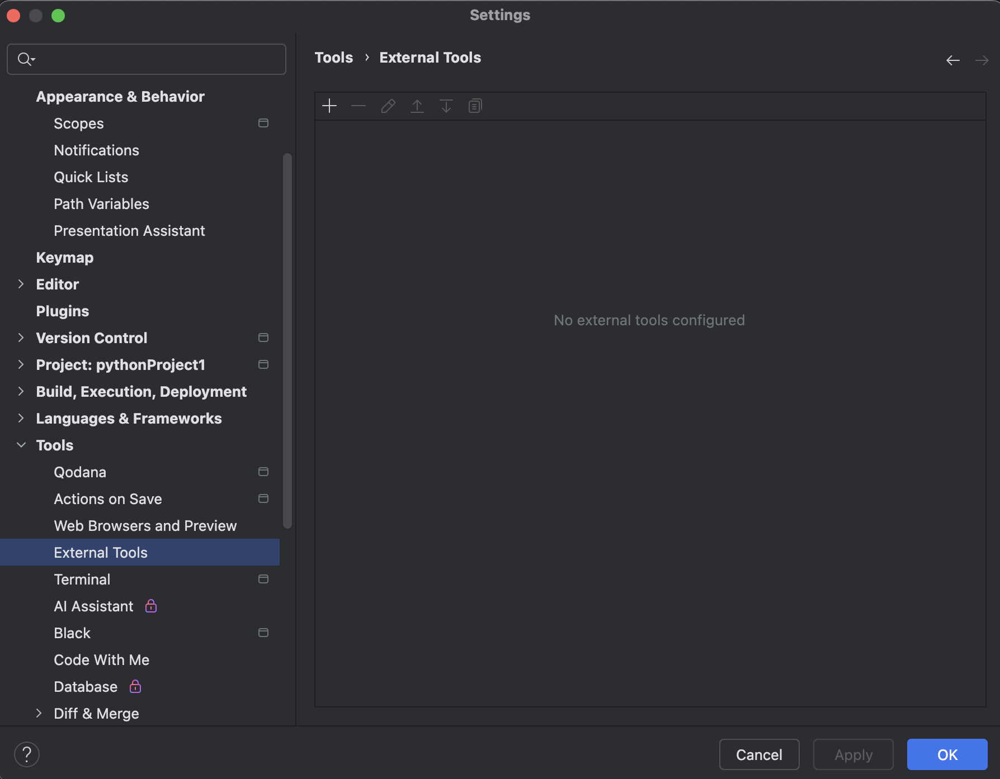 Settings
Tools › External Tools
Appearance & Behavior
Scopes
Notifications
Quick Lists
Path Variables
Presentation Assistant
Keymap
Editor
Plugins
Version Control
Project: pythonProject1
Build, Execution, Deployment
Languages & Frameworks
Tools
Qodana
Actions on Save
Web Browsers and Preview
External Tools
Terminal
AI Assistant
Black
Code With Me
Database
Diff & Merge
No external tools configured
?
Cancel
Apply
OK